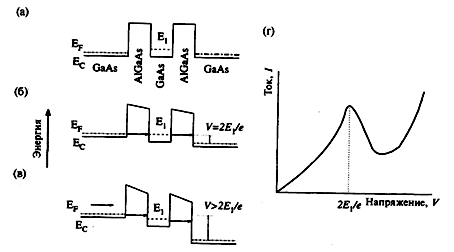 (а)
E_F
E_C
GaAs
AlGaAs
E_1
GaAs
AlGaAs
GaAs
(б)
E_F
E_C
E_1
V=2E_1/e
Энергия
(в)
E_F
E_C
E_1
V>2E_1/e
(г)
Ток, I
2E_1/e
Напряжение, V